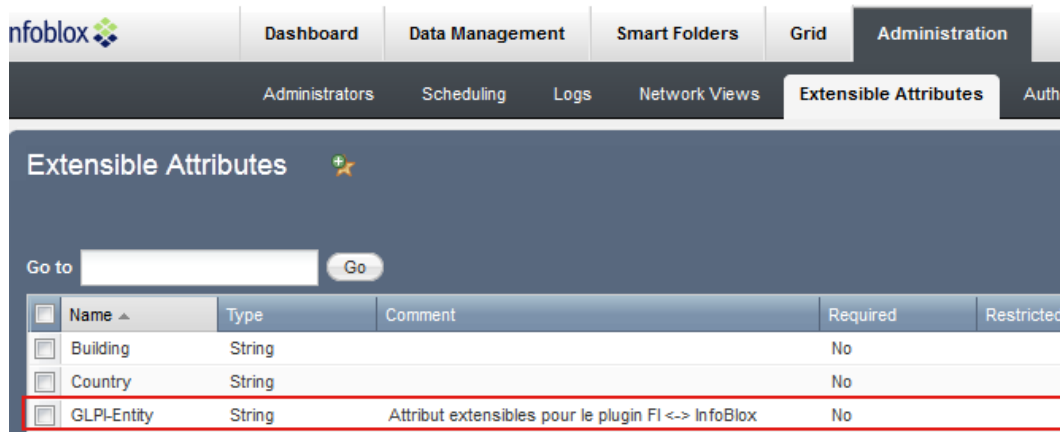 nfoblox Dashboard Data Management Smart Folders Grid Administration
Administrators Scheduling Logs Network Views Extensible Attributes Auth
Extensible Attributes
Go to Go
Name Type Comment Required Restricted
Building String No
Country String No
GLPI-Entity String Attribut extensibles pour le plugin FI <-> InfoBlox No